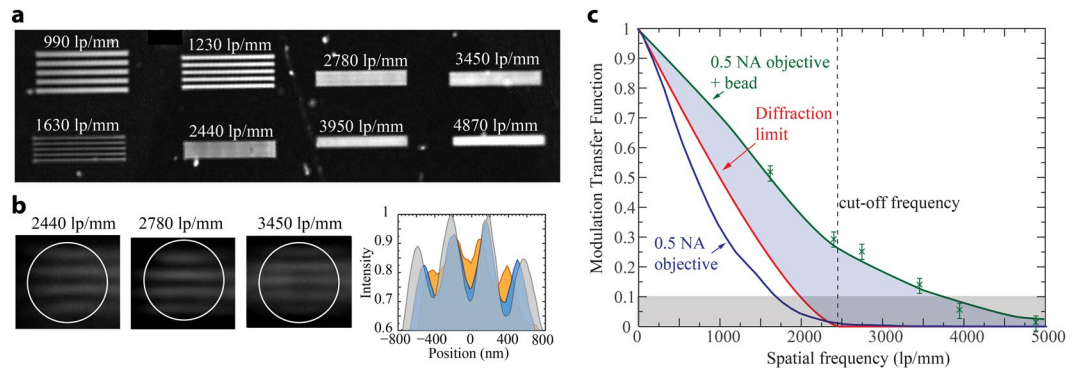 a
990 lp/mm
1230 lp/mm
2780 lp/mm
3450 lp/mm
1630 lp/mm
2440 lp/mm
3950 lp/mm
4870 lp/mm
b
2440 lp/mm
2780 lp/mm
3450 lp/mm
Intensity
1
0.9
0.8
0.7
0.6
−800
−400
0
400
800
Position (nm)
c
Modulation Transfer Function
1
0.9
0.8
0.7
0.6
0.5
0.4
0.3
0.2
0.1
0
0.5 NA objective
+ bead
Diffraction
limit
cut-off frequency
0.5 NA
objective
0
1000
2000
2500
3000
4000
5000
Spatial frequency (lp/mm)